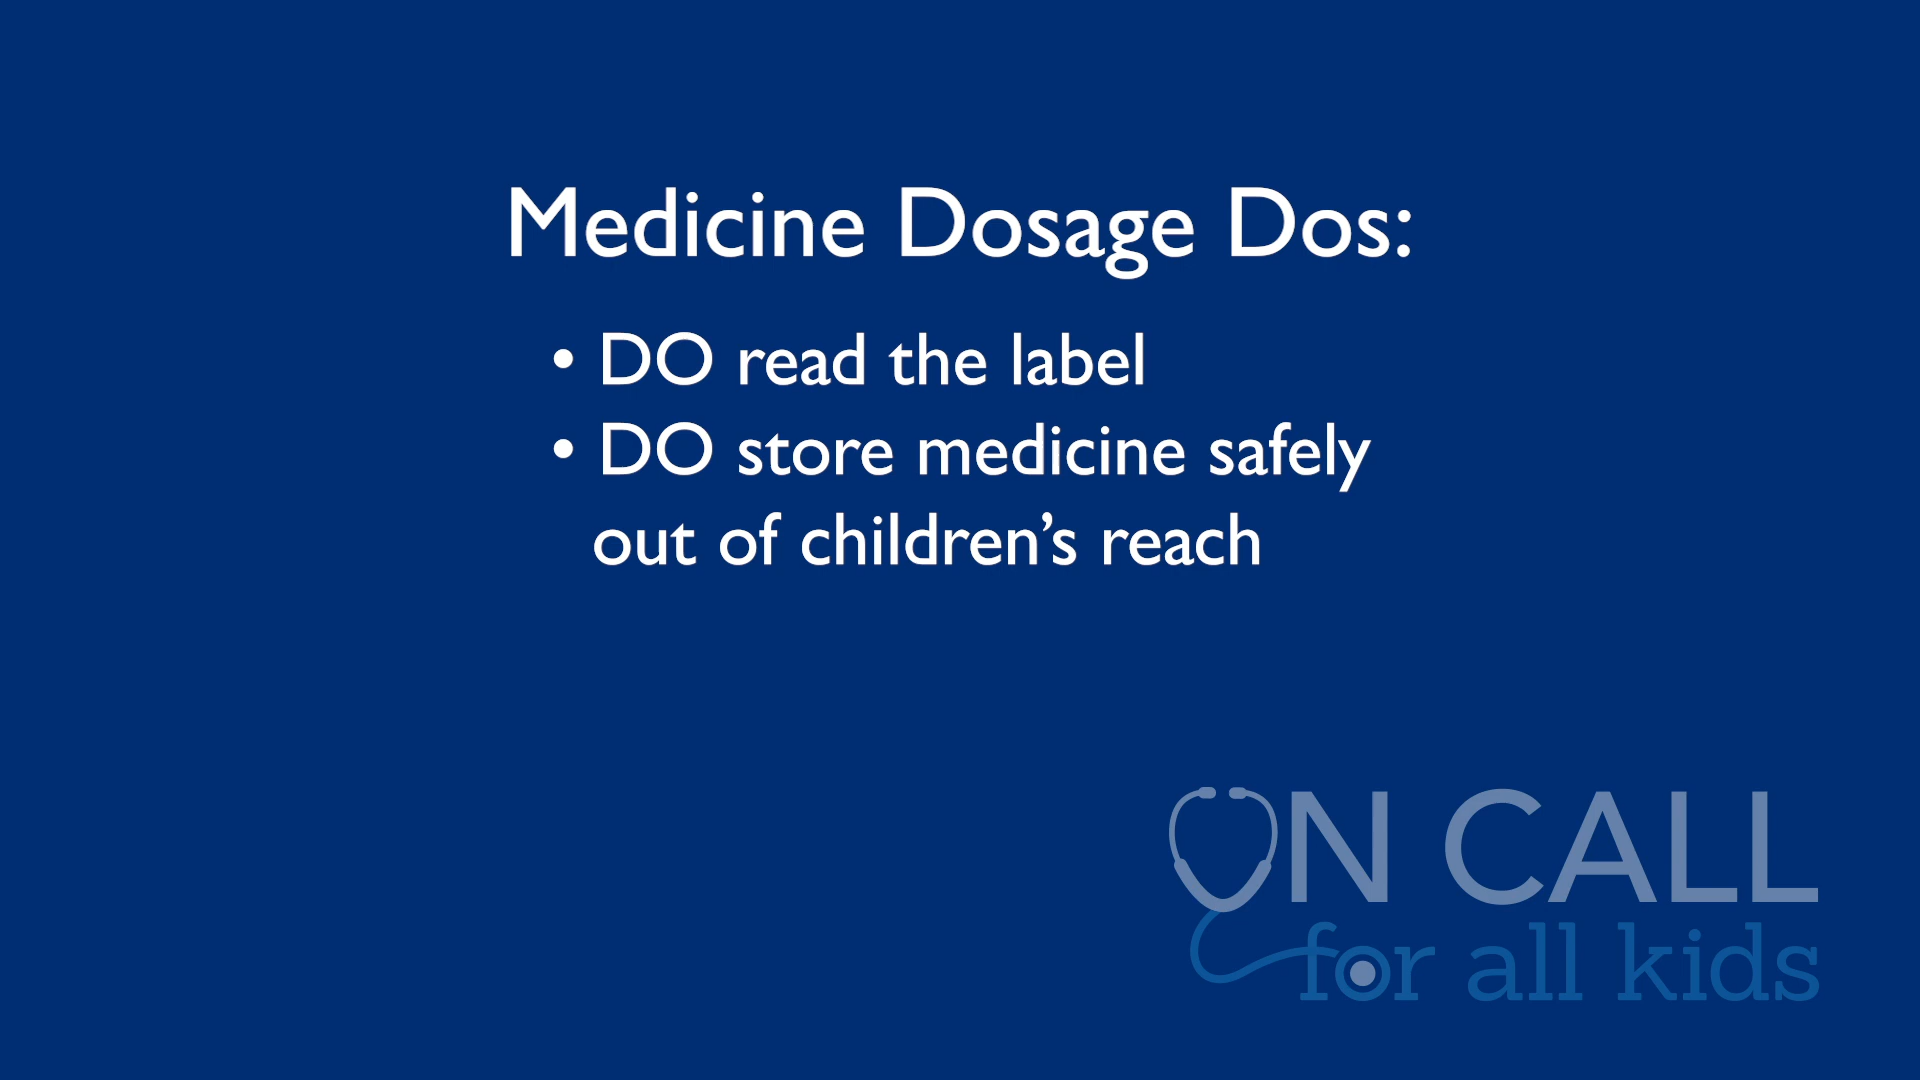 Medicine Dosage Dos:
• DO read the label
• DO store medicine safely
out of children’s reach
ON CALL
for all kids